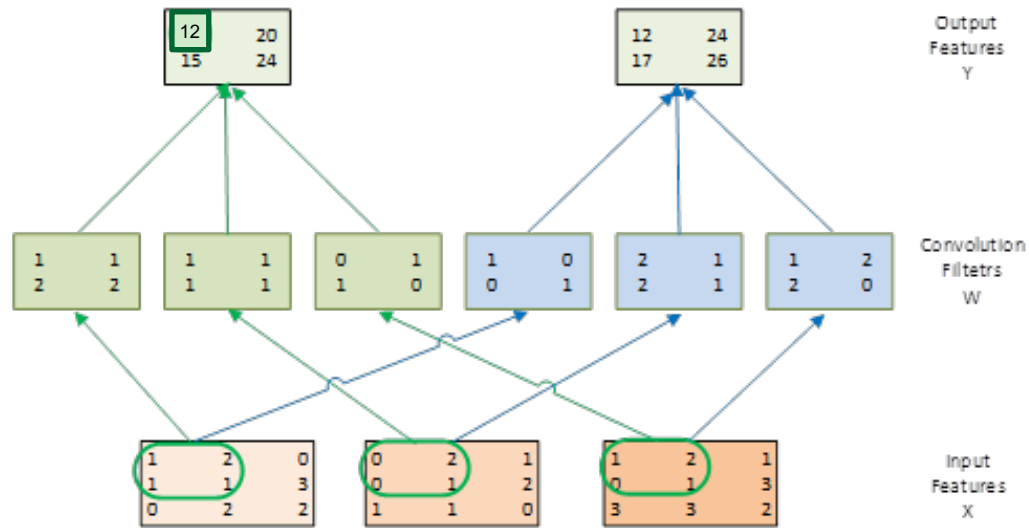 12 20
15 24
12 24
17 26
Output
Features
Y
1 1
2 2
1 1
1 1
0 1
1 0
1 0
0 1
2 1
2 1
1 2
2 0
Convolution
Filtetrs
W
1 2 0
1 1 3
0 2 2
0 2 1
0 1 2
1 1 0
1 2 1
0 1 3
3 3 2
Input
Features
X